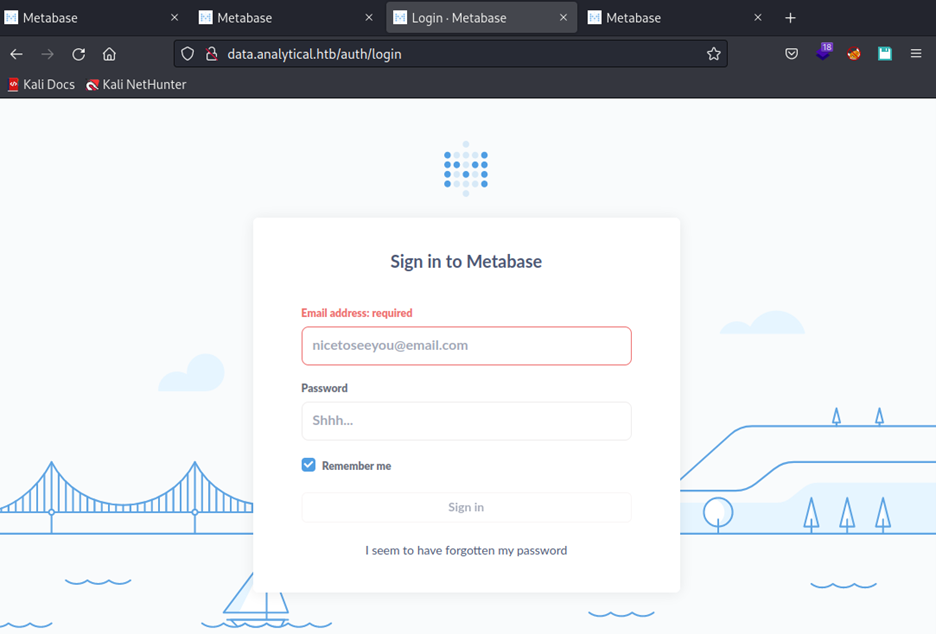 Metabase
Metabase
Login · Metabase
Metabase
data.analytical.htb/auth/login
18
Kali Docs
Kali NetHunter
Sign in to Metabase
Email address: required
nicetoseeyou@email.com
Password
Shhh...
Remember me
Sign in
I seem to have forgotten my password